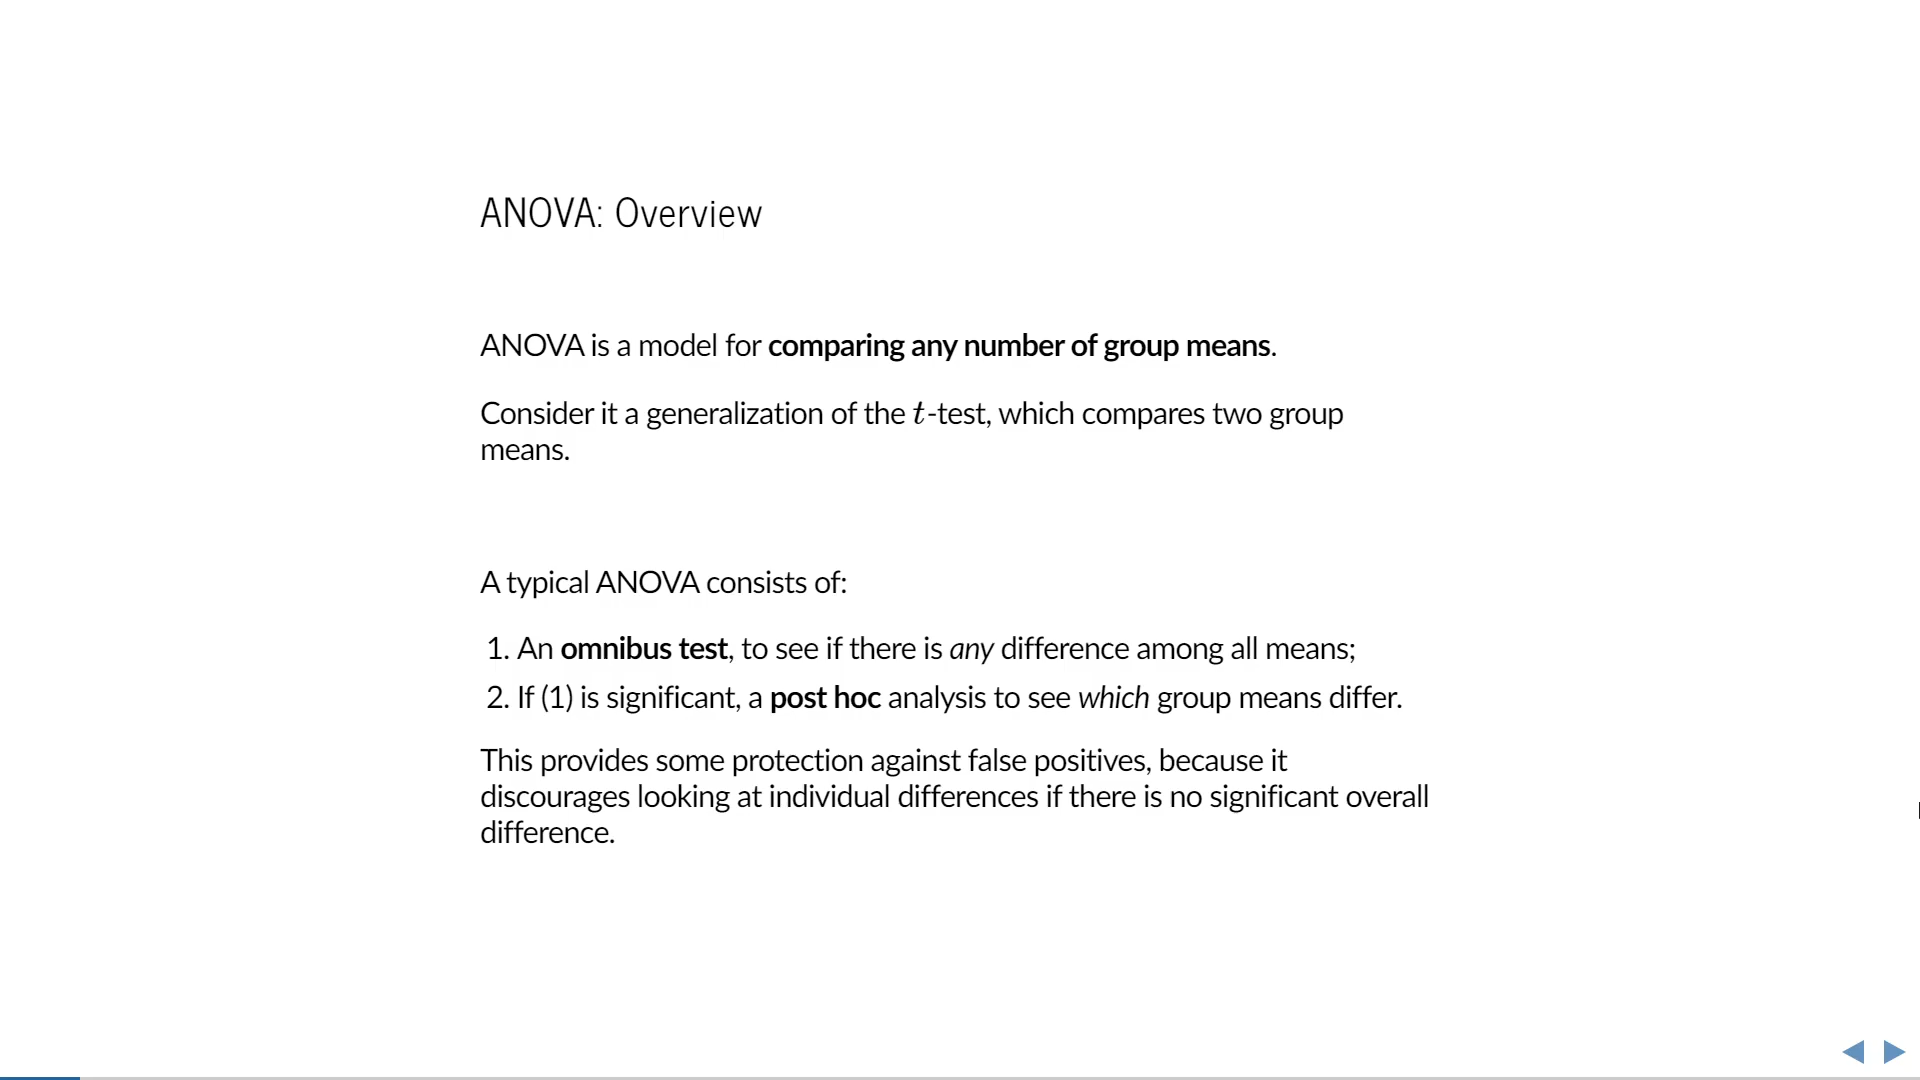 ANOVA: Overview
ANOVA is a model for comparing any number of group means.
Consider it a generalization of the t-test, which compares two group
means.
A typical ANOVA consists of:
1. An omnibus test, to see if there is any difference among all means;
2. If (1) is significant, a post hoc analysis to see which group means differ.
This provides some protection against false positives, because it
discourages looking at individual differences if there is no significant overall
difference.